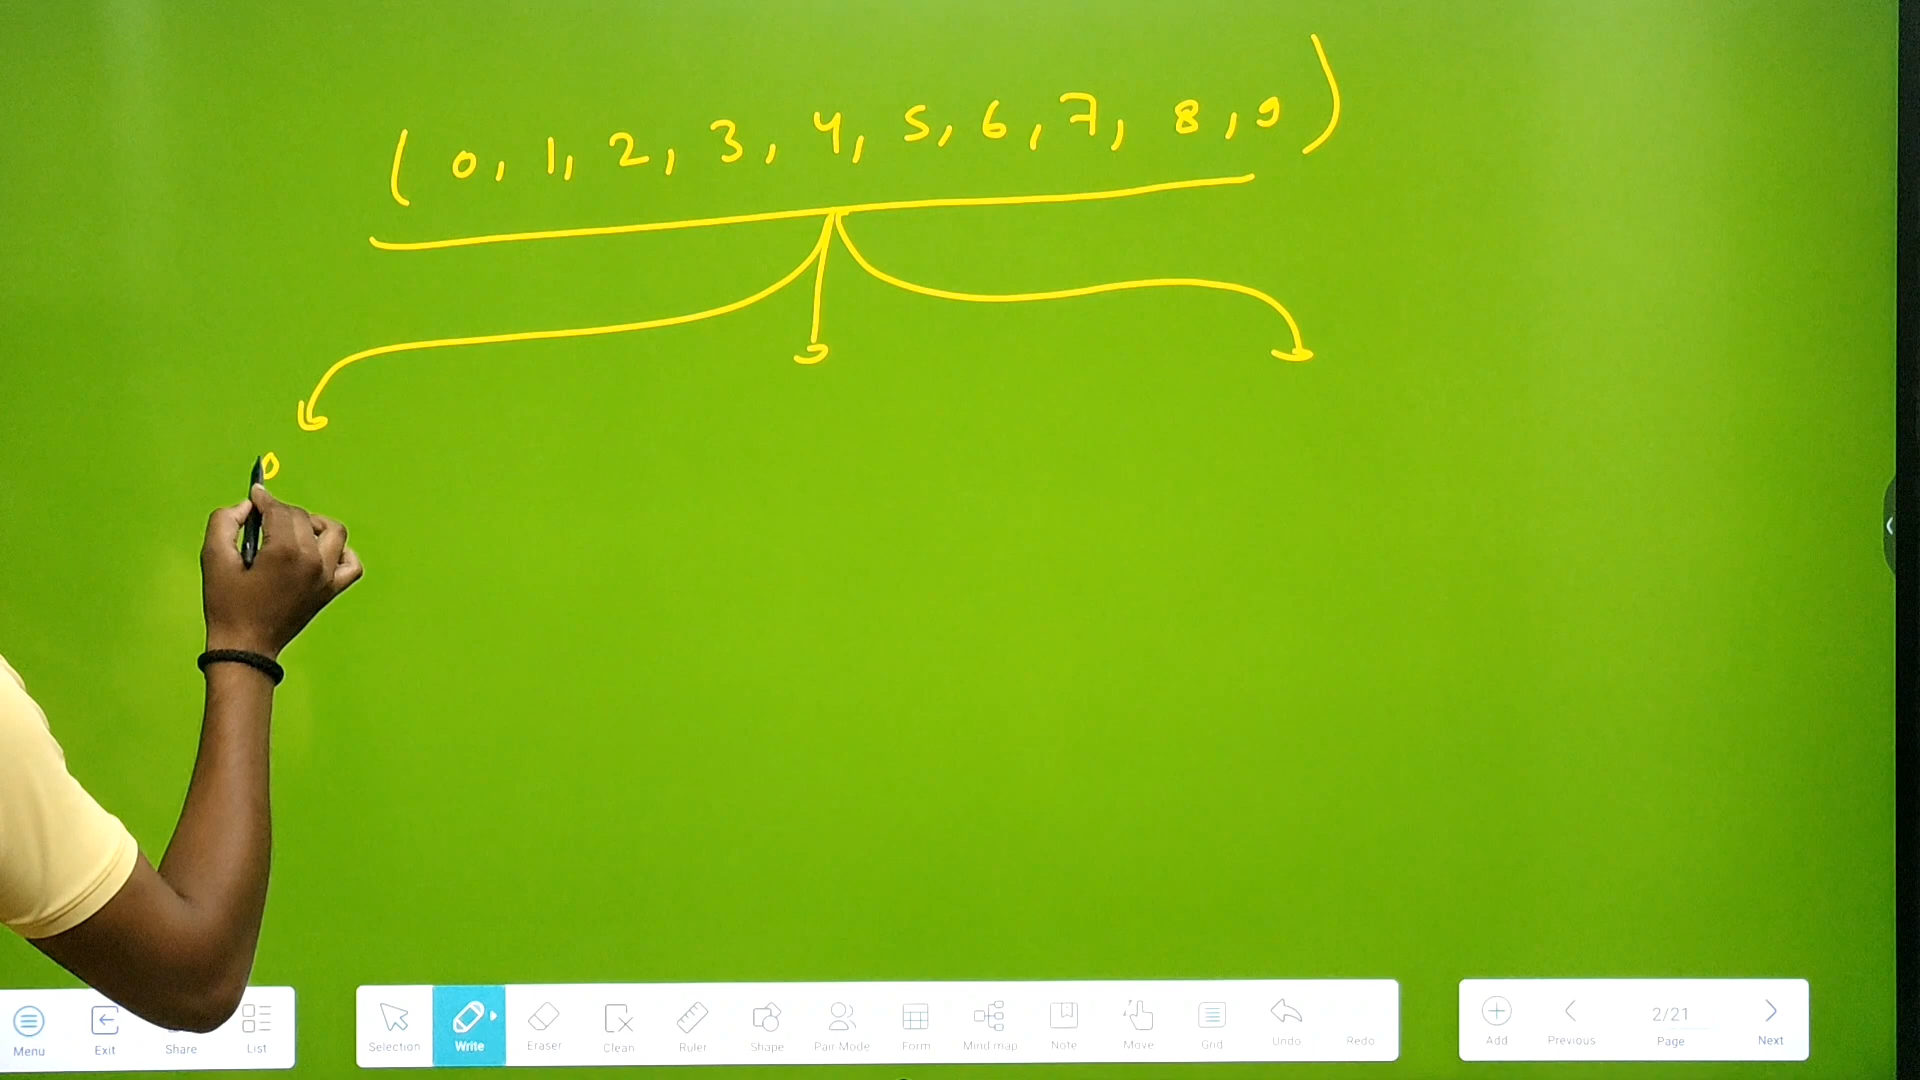 ( 0, 1, 2, 3, 4, 5, 6, 7, 8, 9 )
0
Menu Exit Share List Selection Write Eraser Clean Ruler Shape Pair Mode Form Mind map Note Move Grid Undo Redo Add Previous 2/21 Page Next